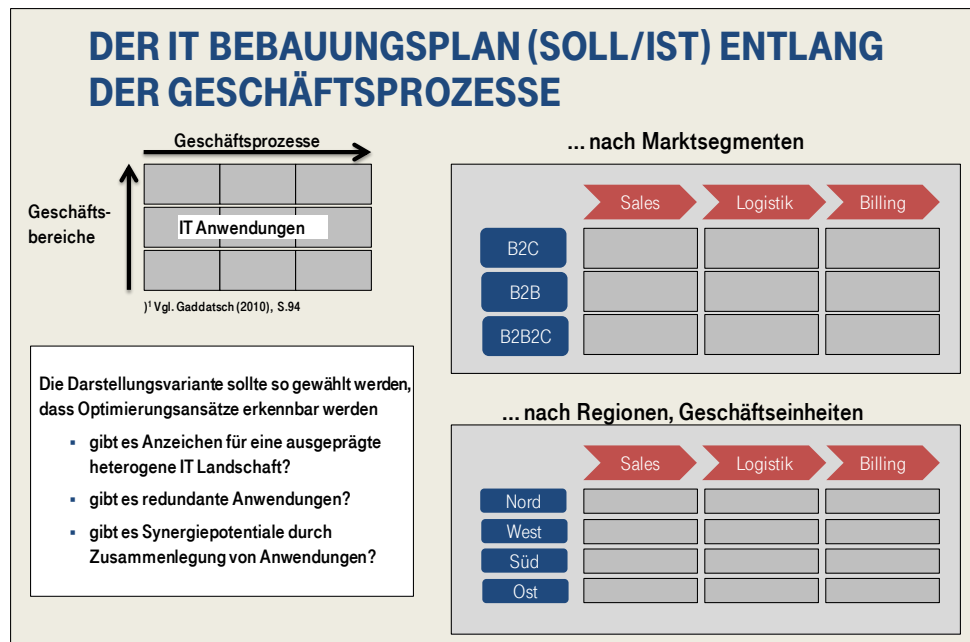 DER IT BEBAUUNGSPLAN (SOLL/IST) ENTLANG
DER GESCHÄFTSPROZESSE
Geschäftsprozesse
Geschäfts-
bereiche
IT Anwendungen
)¹ Vgl. Gaddatsch (2010), S.94
Die Darstellungsvariante sollte so gewählt werden,
dass Optimierungsansätze erkennbar werden
▪ gibt es Anzeichen für eine ausgeprägte
heterogene IT Landschaft?
▪ gibt es redundante Anwendungen?
▪ gibt es Synergiepotentiale durch
Zusammenlegung von Anwendungen?
... nach Marktsegmenten
Sales Logistik Billing
B2C
B2B
B2B2C
... nach Regionen, Geschäftseinheiten
Sales Logistik Billing
Nord
West
Süd
Ost